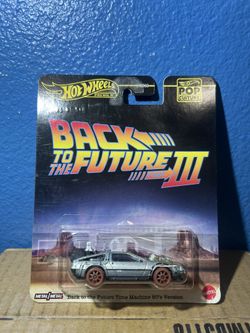 HOT WHEELS
POP
CULTURE
BACK
TO THE
FUTURE III
METAL/METAL
Back to the Future Time Machine 50's Version